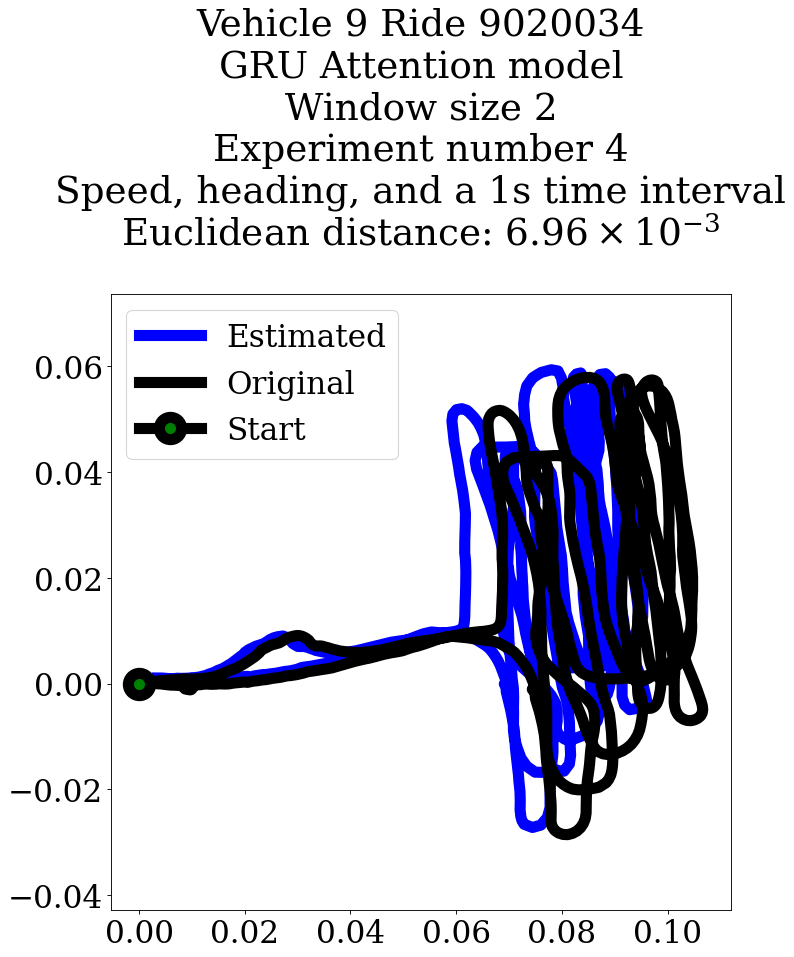 Vehicle 9 Ride 9020034
GRU Attention model
Window size 2
Experiment number 4
Speed, heading, and a 1s time interval
Euclidean distance: 6.96 × 10⁻³
Estimated
Original
Start
0.06
0.04
0.02
0.00
−0.02
−0.04
0.00 0.02 0.04 0.06 0.08 0.10